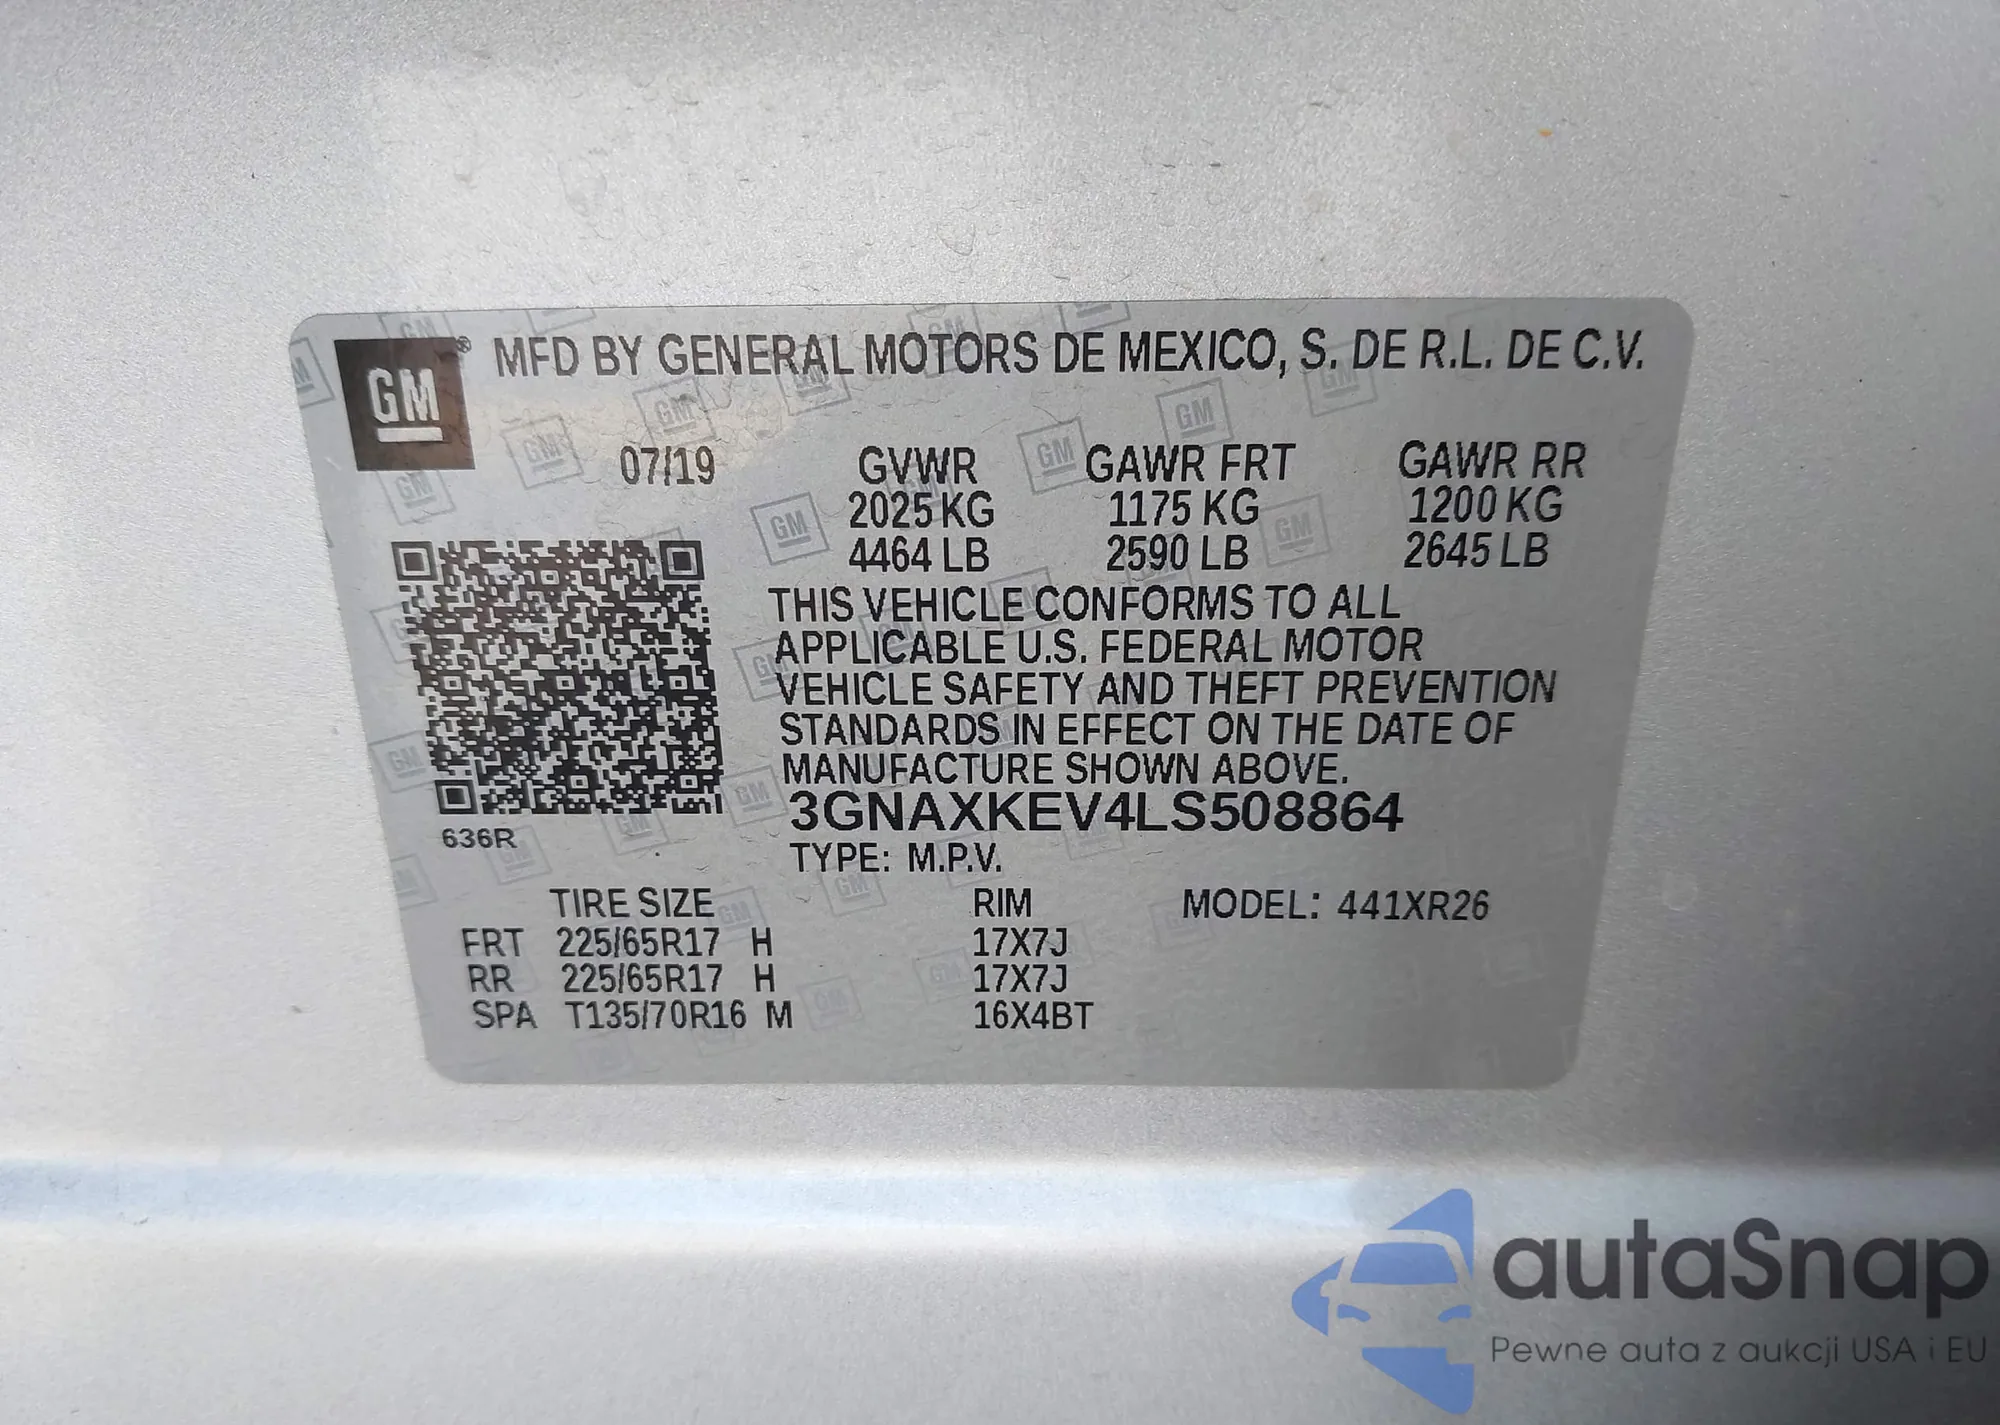 GM® MFD BY GENERAL MOTORS DE MEXICO, S. DE R.L. DE C.V.
07/19 GVWR GAWR FRT GAWR RR
2025 KG 1175 KG 1200 KG
4464 LB 2590 LB 2645 LB
THIS VEHICLE CONFORMS TO ALL
APPLICABLE U.S. FEDERAL MOTOR
VEHICLE SAFETY AND THEFT PREVENTION
STANDARDS IN EFFECT ON THE DATE OF
MANUFACTURE SHOWN ABOVE.
3GNAXKEV4LS508864
636R
TYPE: M.P.V.
TIRE SIZE RIM MODEL: 441XR26
FRT 225/65R17 H 17X7J
RR 225/65R17 H 17X7J
SPA T135/70R16 M 16X4BT
autaSnap
Pewne auta z aukcji USA i EU